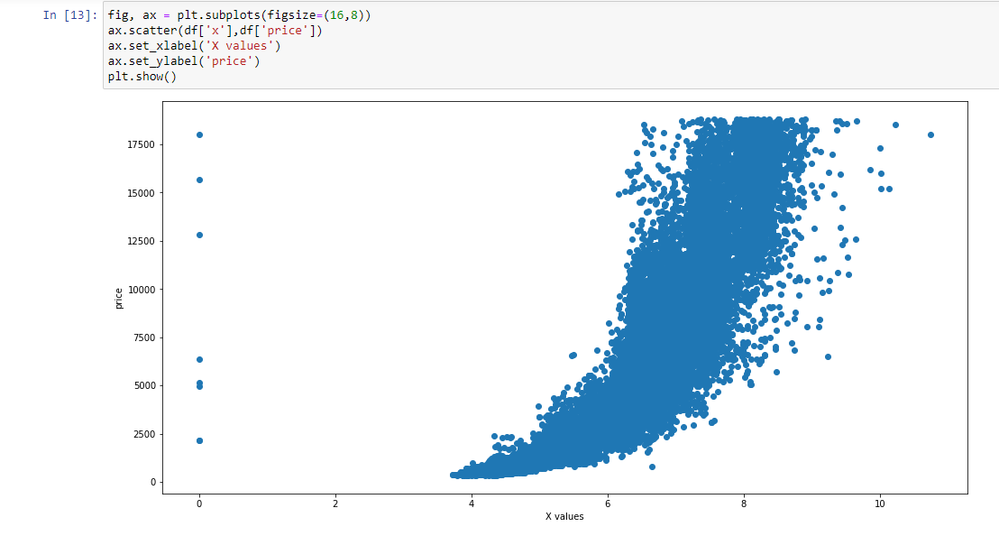 In [13]: fig, ax = plt.subplots(figsize=(16,8))
ax.scatter(df['x'],df['price'])
ax.set_xlabel('X values')
ax.set_ylabel('price')
plt.show()
17500
15000
12500
10000
7500
5000
2500
0
price
0 2 4 6 8 10
X values